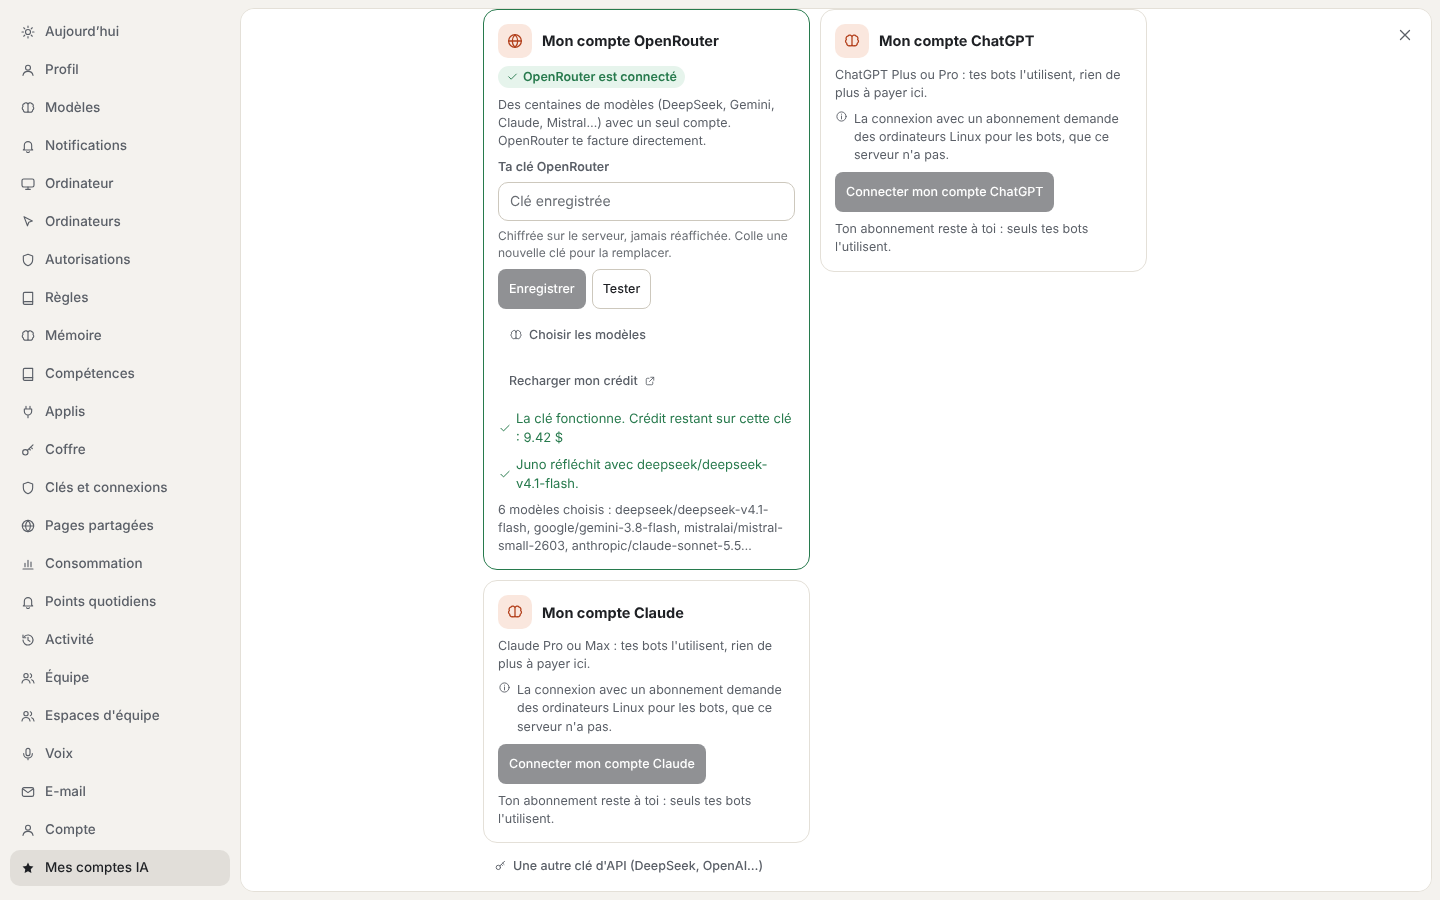 Aujourd'hui
Profil
Modèles
Notifications
Ordinateur
Ordinateurs
Autorisations
Règles
Mémoire
Compétences
Applis
Coffre
Clés et connexions
Pages partagées
Consommation
Points quotidiens
Activité
Équipe
Espaces d'équipe
Voix
E-mail
Compte
Mes comptes IA
Mon compte OpenRouter
OpenRouter est connecté
Des centaines de modèles (DeepSeek, Gemini,
Claude, Mistral...) avec un seul compte.
OpenRouter te facture directement.
Ta clé OpenRouter
Clé enregistrée
Chiffrée sur le serveur, jamais réaffichée. Colle une
nouvelle clé pour la remplacer.
Enregistrer
Tester
Choisir les modèles
Recharger mon crédit
La clé fonctionne. Crédit restant sur cette clé
: 9.42 $
Juno réfléchit avec deepseek/deepseek-
v4.1-flash.
6 modèles choisis : deepseek/deepseek-v4.1-
flash, google/gemini-3.8-flash, mistralai/mistral-
small-2603, anthropic/claude-sonnet-5.5...
Mon compte Claude
Claude Pro ou Max : tes bots l'utilisent, rien de
plus à payer ici.
La connexion avec un abonnement demande
des ordinateurs Linux pour les bots, que ce
serveur n'a pas.
Connecter mon compte Claude
Ton abonnement reste à toi : seuls tes bots
l'utilisent.
Une autre clé d'API (DeepSeek, OpenAI...)
Mon compte ChatGPT
ChatGPT Plus ou Pro : tes bots l'utilisent, rien de
plus à payer ici.
La connexion avec un abonnement demande
des ordinateurs Linux pour les bots, que ce
serveur n'a pas.
Connecter mon compte ChatGPT
Ton abonnement reste à toi : seuls tes bots
l'utilisent.